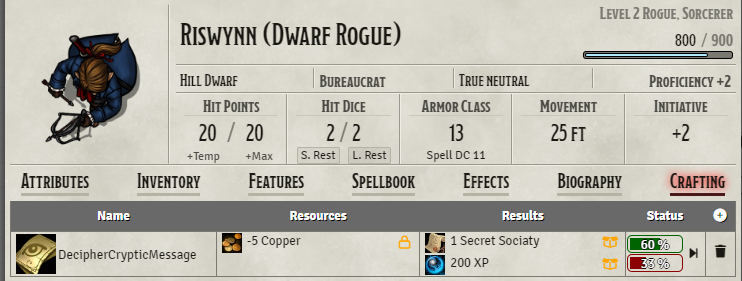 Level 2 Rogue, Sorcerer
Riswynn (Dwarf Rogue)
800 / 900
Hill Dwarf Bureaucrat True neutral Proficiency +2
Hit Points Hit Dice Armor Class Movement Initiative
20 / 20 2 / 2 13 25 ft +2
+Temp +Max S. Rest L. Rest Spell DC 11
Attributes Inventory Features Spellbook Effects Biography Crafting
Name Resources Results Status
DecipherCrypticMessage -5 Copper 1 Secret Sociaty 60 %
200 XP 33 %